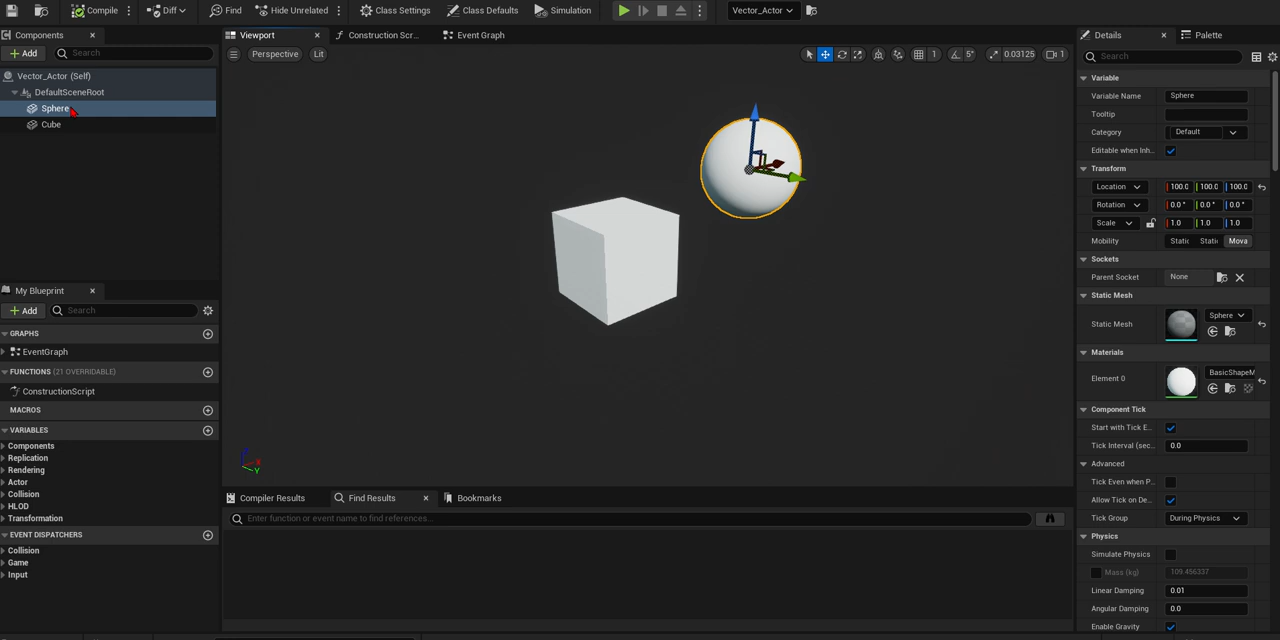 Compile Diff Find Hide Unrelated Class Settings Class Defaults Simulation Vector_Actor
Components
Add Search
Vector_Actor (Self)
DefaultSceneRoot
Sphere
Cube
My Blueprint
Add Search
GRAPHS
EventGraph
FUNCTIONS (21 OVERRIDABLE)
ConstructionScript
MACROS
VARIABLES
Components
Replication
Rendering
Actor
Collision
HLOD
Transformation
EVENT DISPATCHERS
Collision
Game
Input
Viewport Construction Scr... Event Graph
Perspective Lit 1 5° 0.03125 1
Z X Y
Compiler Results Find Results Bookmarks
Enter function or event name to find references...
Details Palette
Search
Variable
Variable Name Sphere
Tooltip
Category Default
Editable when Inh...
Transform
Location 100.0 100.0 100.0
Rotation 0.0° 0.0° 0.0°
Scale 1.0 1.0 1.0
Mobility Static Static Mova
Sockets
Parent Socket None
Static Mesh
Static Mesh Sphere
Materials
Element 0 BasicShapeM
Component Tick
Start with Tick E...
Tick Interval (sec... 0.0
Advanced
Tick Even when P...
Allow Tick on De...
Tick Group During Physics
Physics
Simulate Physics
Mass (kg) 109.456337
Linear Damping 0.01
Angular Damping 0.0
Enable Gravity